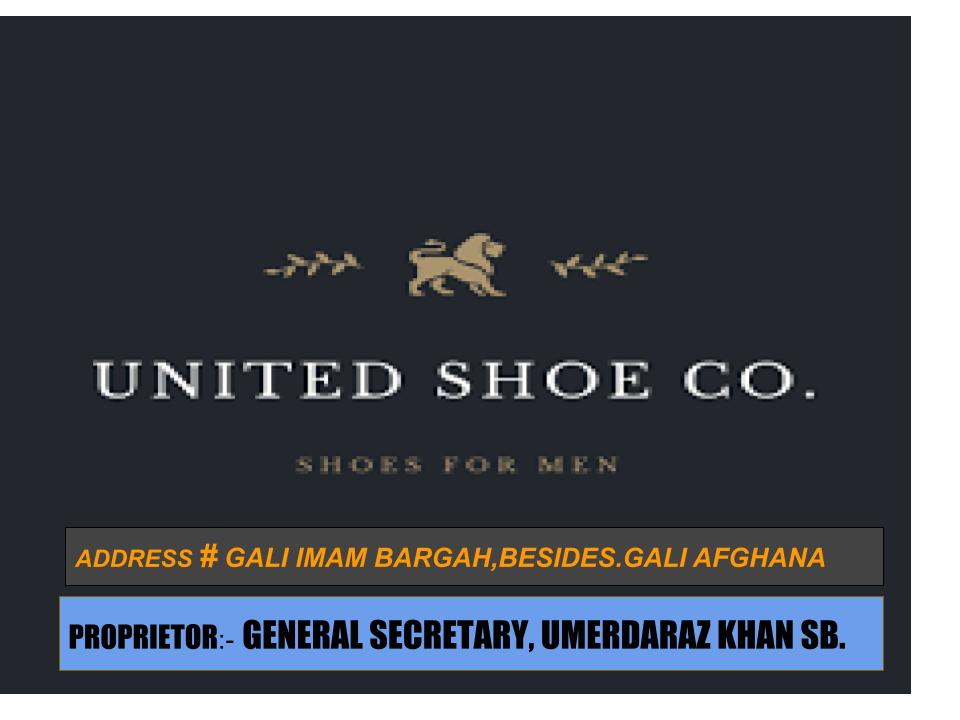 UNITED SHOE CO.
SHOES FOR MEN
ADDRESS # GALI IMAM BARGAH,BESIDES.GALI AFGHANA
PROPRIETOR:- GENERAL SECRETARY, UMERDARAZ KHAN SB.